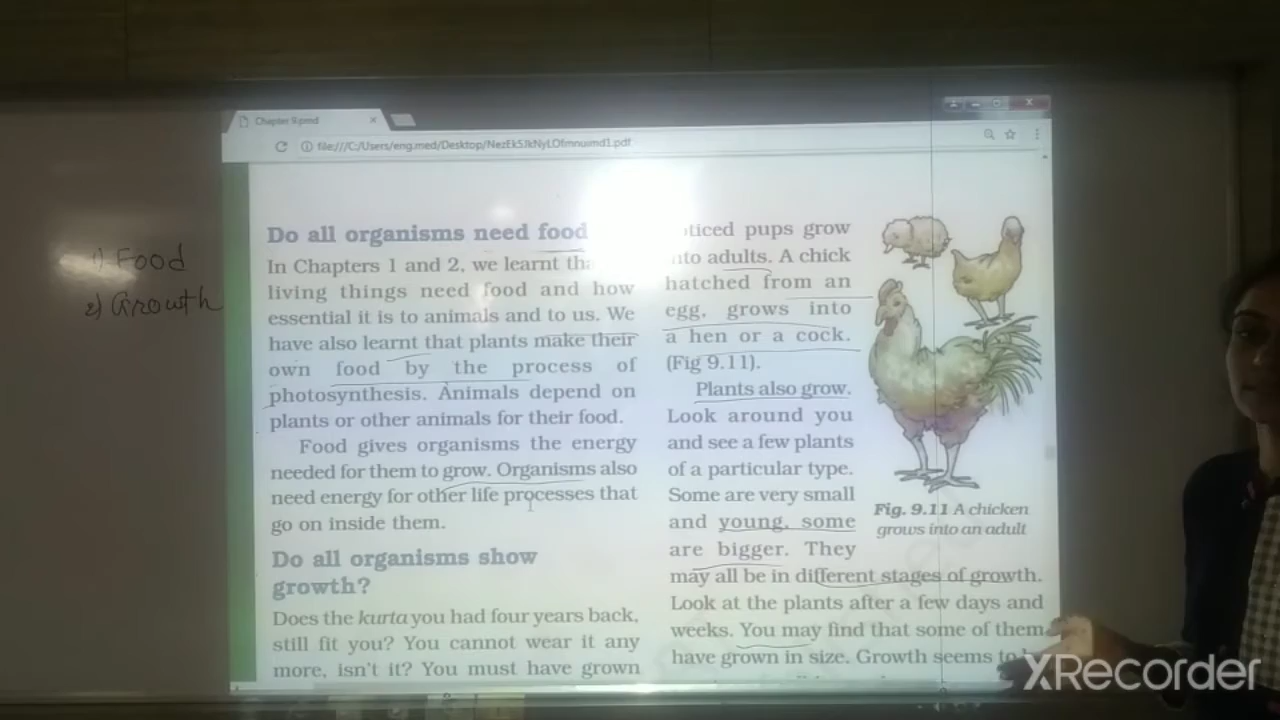 Chapter 9.pmd
file:///C:/Users/eng.med/Desktop/NezEk5JkNyLOfmnuimd1.pdf
1) Food
2) Growth
Do all organisms need food
In Chapters 1 and 2, we learnt tha
living things need food and how
essential it is to animals and to us. We
have also learnt that plants make their
own food by the process of
photosynthesis. Animals depend on
plants or other animals for their food.
Food gives organisms the energy
needed for them to grow. Organisms also
need energy for other life processes that
go on inside them.
Do all organisms show
growth?
Does the kurta you had four years back,
still fit you? You cannot wear it any
more, isn't it? You must have grown
oticed pups grow
nto adults. A chick
hatched from an
egg, grows into
a hen or a cock.
(Fig 9.11).
Plants also grow.
Look around you
and see a few plants
of a particular type.
Some are very small
and young, some
are bigger. They
may all be in different stages of growth.
Look at the plants after a few days and
weeks. You may find that some of them
have grown in size. Growth seems to
Fig. 9.11 A chicken
grows into an adult
XRecorder